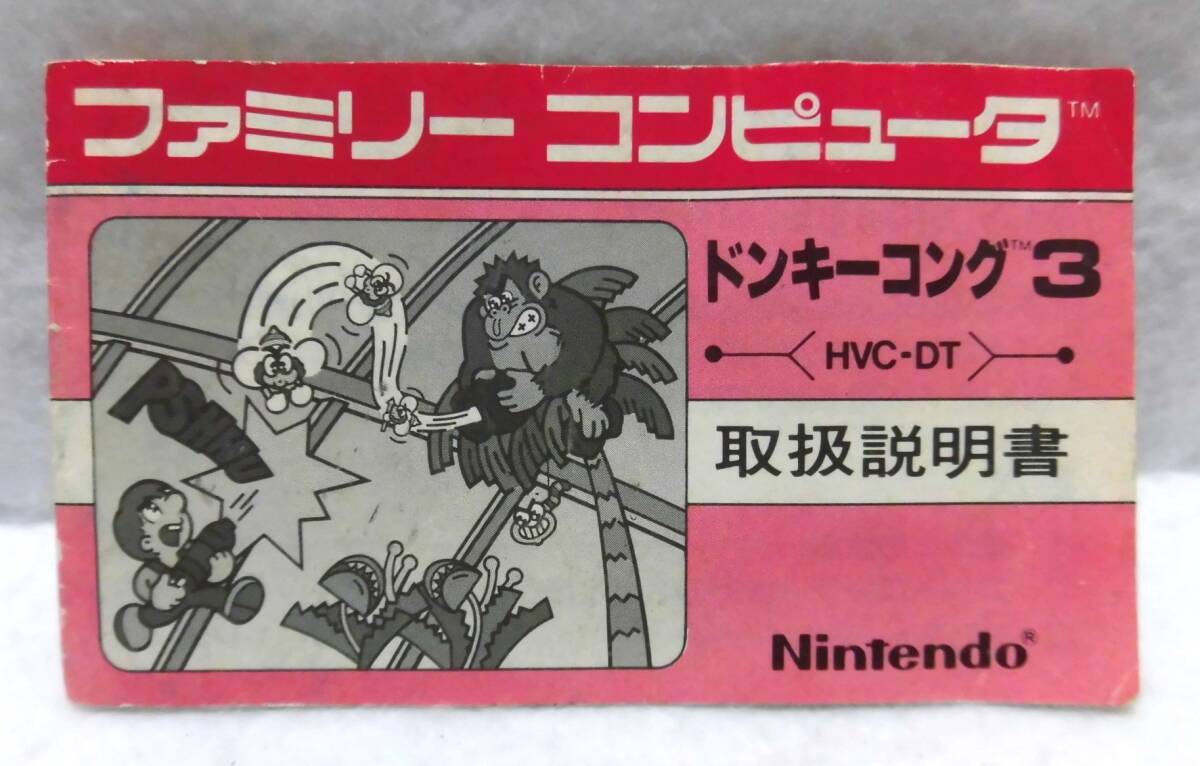 ファミリー コンピュータ™
ドンキーコング™3
HVC-DT
取扱説明書
PSHHU
Nintendo®